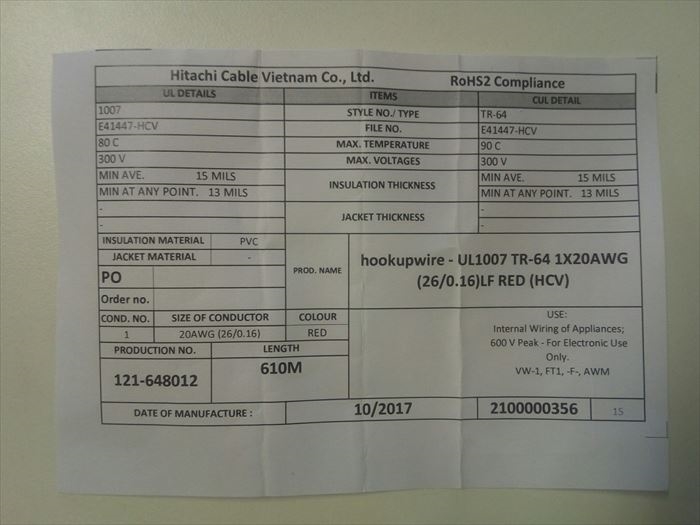 Hitachi Cable Vietnam Co., Ltd. RoHS2 Compliance
UL DETAILS ITEMS CUL DETAIL
1007 STYLE NO./ TYPE TR-64
E41447-HCV FILE NO. E41447-HCV
80 C MAX. TEMPERATURE 90 C
300 V MAX. VOLTAGES 300 V
MIN AVE. 15 MILS INSULATION THICKNESS MIN AVE. 15 MILS
MIN AT ANY POINT. 13 MILS MIN AT ANY POINT. 13 MILS
- JACKET THICKNESS -
- -
INSULATION MATERIAL PVC
JACKET MATERIAL -
PROD. NAME
hookupwire - UL1007 TR-64 1X20AWG
(26/0.16)LF RED (HCV)
PO
Order no.
COND. NO. SIZE OF CONDUCTOR COLOUR
1 20AWG (26/0.16) RED
USE:
Internal Wiring of Appliances;
600 V Peak - For Electronic Use
Only.
VW-1, FT1, -F-, AWM
PRODUCTION NO. LENGTH
121-648012 610M
DATE OF MANUFACTURE : 10/2017 2100000356 15